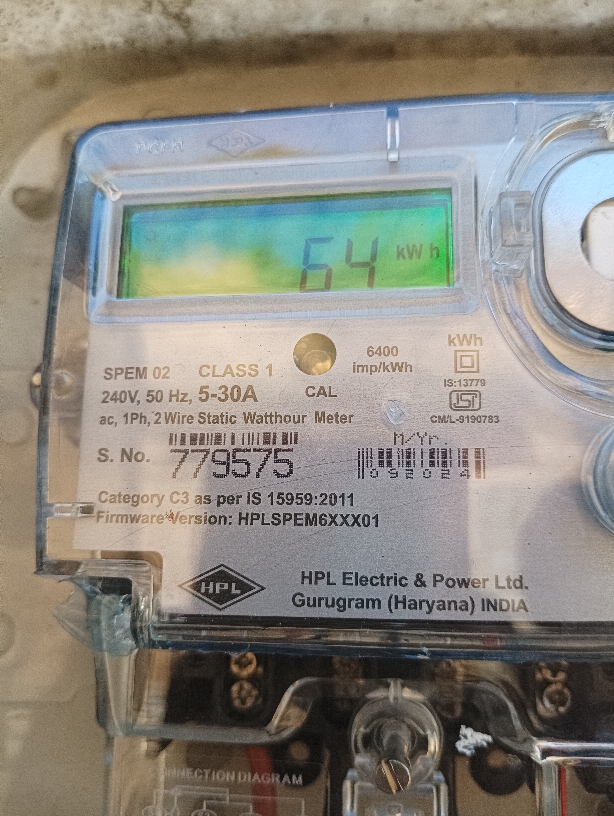 64 kWh
SPEM 02 CLASS 1
240V, 50 Hz, 5-30A
ac, 1Ph, 2 Wire Static Watthour Meter
CAL
6400
imp/kWh
kWh
IS:13779
ISI
CM/L-9190783
S. No. 779575
M/Yr.
092024
Category C3 as per IS 15959:2011
Firmware Version: HPLSPEM6XXX01
HPL
HPL Electric & Power Ltd.
Gurugram (Haryana) INDIA
CONNECTION DIAGRAM